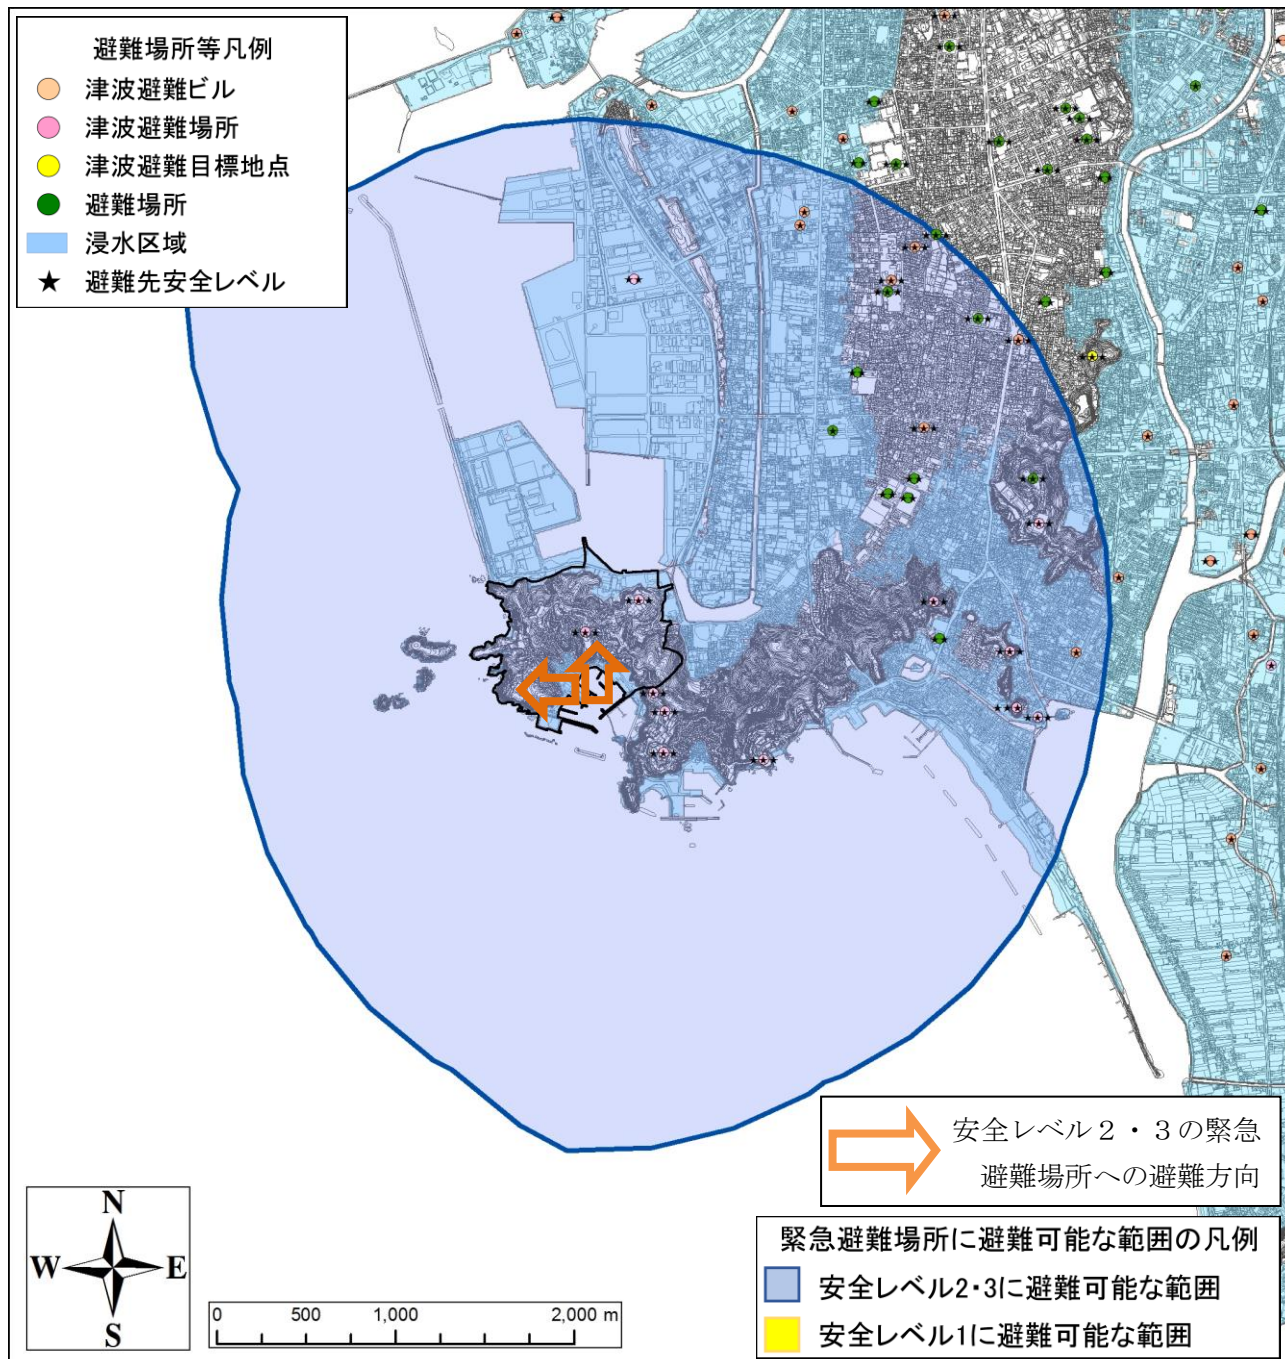 避難場所等凡例
津波避難ビル
津波避難場所
津波避難目標地点
避難場所
浸水区域
★ 避難先安全レベル
安全レベル２・３の緊急
避難場所への避難方向
緊急避難場所に避難可能な範囲の凡例
安全レベル2・3に避難可能な範囲
安全レベル1に避難可能な範囲
N
W E
S
0 500 1,000 2,000 m